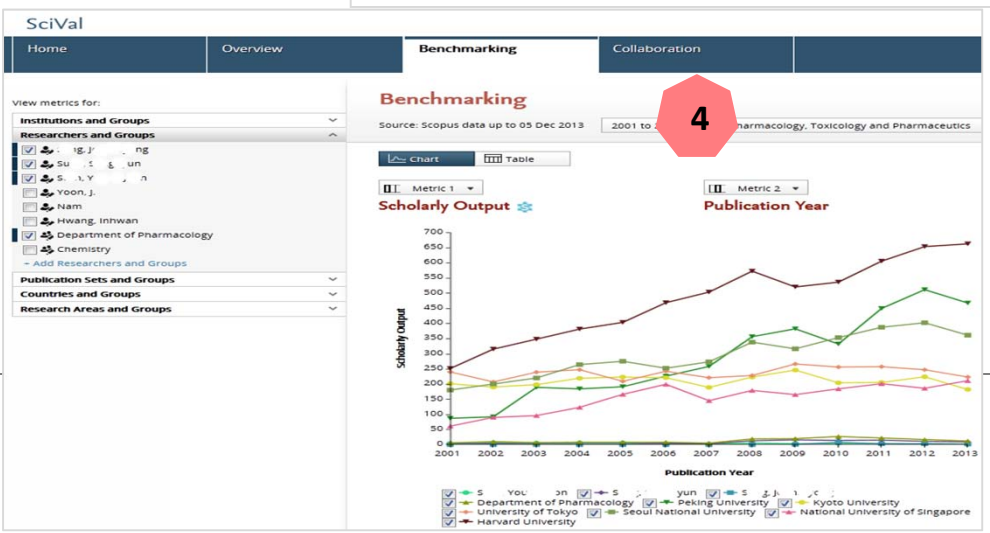 SciVal
Home Overview Benchmarking Collaboration
View metrics for:
Institutions and Groups
Researchers and Groups
ng
Su un
S. Y n
Yoon, J.
Nam
Hwang, Inhwan
Department of Pharmacology
Chemistry
+ Add Researchers and Groups
Publication Sets and Groups
Countries and Groups
Research Areas and Groups
Benchmarking
Source: Scopus data up to 05 Dec 2013
2001 to
4
harmacology, Toxicology and Pharmaceutics
Chart Table
Metric 1 Metric 2
Scholarly Output Publication Year
700
650
600
550
500
450
400
350
300
250
200
150
100
50
0
Scholarly Output
2001 2002 2003 2004 2005 2006 2007 2008 2009 2010 2011 2012 2013
Publication Year
S You on S yun S
Department of Pharmacology Peking University Kyoto University
University of Tokyo Seoul National University National University of Singapore
Harvard University